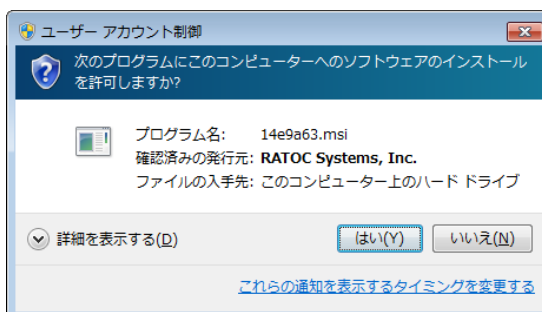 ユーザー アカウント制御
次のプログラムにこのコンピューターへのソフトウェアのインストール
を許可しますか?
プログラム名: 14e9a63.msi
確認済みの発行元: RATOC Systems, Inc.
ファイルの入手先: このコンピューター上のハード ドライブ
詳細を表示する(D) はい(Y) いいえ(N)
これらの通知を表示するタイミングを変更する